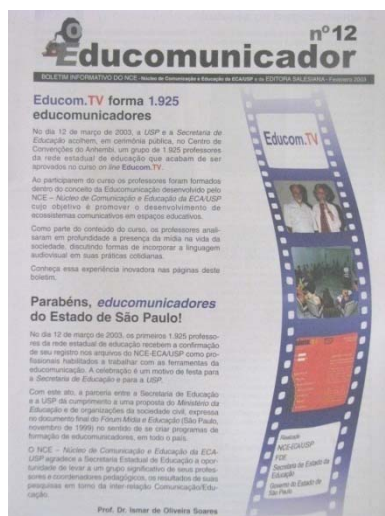 nº12
Educomunicador
BOLETIM INFORMATIVO DO NCE - Núcleo de Comunicação e Educação da ECA/USP e da EDITORA SALESIANA - Fevereiro 2003
Educom.TV forma 1.925
educomunicadores
No dia 12 de março de 2003, a USP e a Secretaria de
Educação acolhem, em cerimônia pública, no Centro de
Convenções do Anhembi, um grupo de 1.925 professores
da rede estadual de educação que acabam de ser
aprovados no curso on line Educom.TV.
Ao participarem do curso os professores foram formados
dentro do conceito da Educomunicação desenvolvido pelo
NCE – Núcleo de Comunicação e Educação da ECA/USP
cujo objetivo é promover o desenvolvimento de
ecossistemas comunicativos em espaços educativos.
Como parte do conteúdo do curso, os professores anali-
saram em profundidade a presença da mídia na vida da
sociedade, discutindo formas de incorporar a linguagem
audiovisual em suas práticas cotidianas.
Conheça essa experiência inovadora nas páginas deste
boletim.
Parabéns, educomunicadores
do Estado de São Paulo!
No dia 12 de março de 2003, os primeiros 1.925 professo-
res da rede estadual de educação recebem a confirmação
de seu registro nos arquivos do NCE-ECA/USP como pro-
fissionais habilitados a trabalhar com as ferramentas da
educomunicação. A celebração é um motivo de festa para
a Secretaria de Educação e para a USP.
Com este ato, a parceria entre a Secretaria de Educação
e a USP dá cumprimento a uma proposta do Ministério da
Educação e de organizações da sociedade civil, expressa
no documento final do Fórum Mídia e Educação (São Paulo,
novembro de 1999) no sentido de se criar programas de
formação de educomunicadores, em todo o país.
O NCE – Núcleo de Comunicação e Educação da ECA-
USP agradece a Secretaria Estadual de Educação a opor-
tunidade de levar a um grupo significativo de seus profes-
sores e coordenadores pedagógicos, os resultados de suas
pesquisas em torno da inter-relação Comunicação/Edu-
cação.
Prof. Dr. Ismar de Oliveira Soares
Educom.TV
Realização
NCE-ECA/USP
FDE
Secretaria de Estado da
Educação
Governo do Estado de
São Paulo